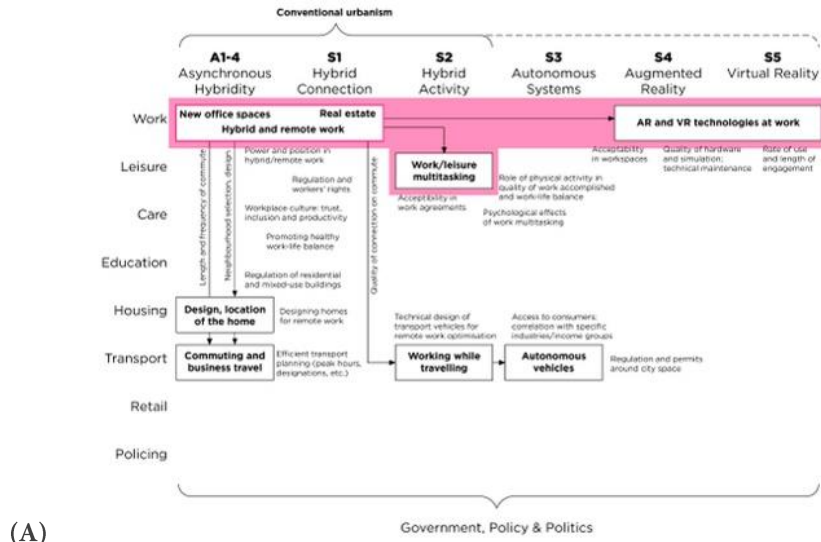 Conventional urbanism
A1-4
Asynchronous
Hybridity
S1
Hybrid
Connection
S2
Hybrid
Activity
S3
Autonomous
Systems
S4
Augmented
Reality
S5
Virtual Reality
Work
New office spaces
Real estate
Hybrid and remote work
AR and VR technologies at work
Leisure
Power and position in
hybrid/remote work
Work/leisure
multitasking
Acceptability
in workspaces
Quality of hardware
and simulation;
technical maintenance
Rate of use
and length of
engagement
Regulation and
workers' rights
Role of physical activity in
quality of work accomplished
and work-life balance
Care
Workplace culture: trust,
inclusion and productivity
Acceptibility in
work agreements
Psychological effects
of work multitasking
Promoting healthy
work-life balance
Length and frequency of commute
Neighbourhood selection, design
Quality of connection on commute
Education
Regulation of residential
and mixed-use buildings
Housing
Design, location
of the home
Designing homes
for remote work
Technical design of
transport vehicles for
remote work optimisation
Access to consumers;
correlation with specific
industries/income groups
Transport
Commuting and
business travel
Efficient transport
planning (peak hours,
designations, etc.)
Working while
travelling
Autonomous
vehicles
Regulation and permits
around city space
Retail
Policing
Government, Policy & Politics
(A)